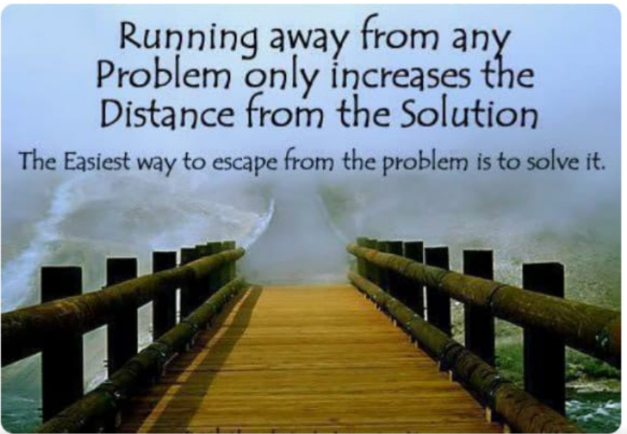 Running away from any
Problem only increases the
Distance from the Solution
The Easiest way to escape from the problem is to solve it.